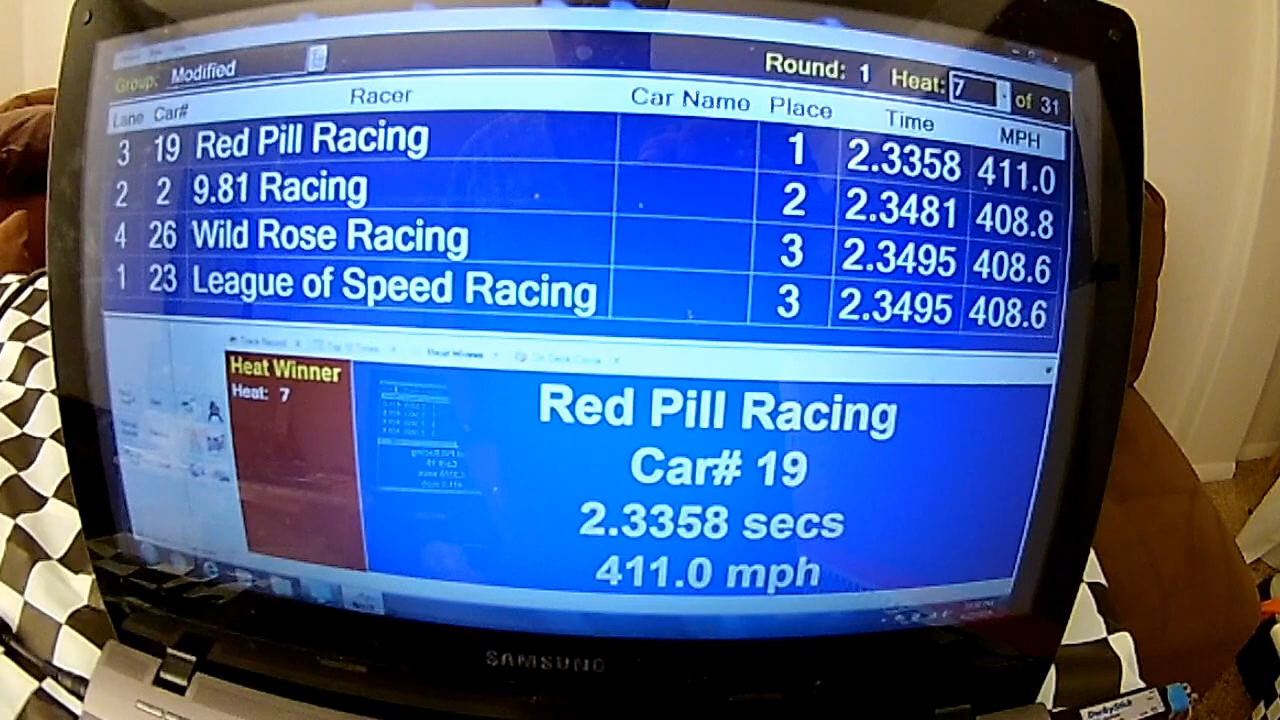 Group: Modified Round: 1 Heat: 7 of 31
Lane Car# Racer Car Name Place Time MPH
3 19 Red Pill Racing 1 2.3358 411.0
2 2 9.81 Racing 2 2.3481 408.8
4 26 Wild Rose Racing 3 2.3495 408.6
1 23 League of Speed Racing 3 2.3495 408.6
Heat Winner
Heat: 7
Red Pill Racing
Car# 19
2.3358 secs
411.0 mph
SAMSUNG